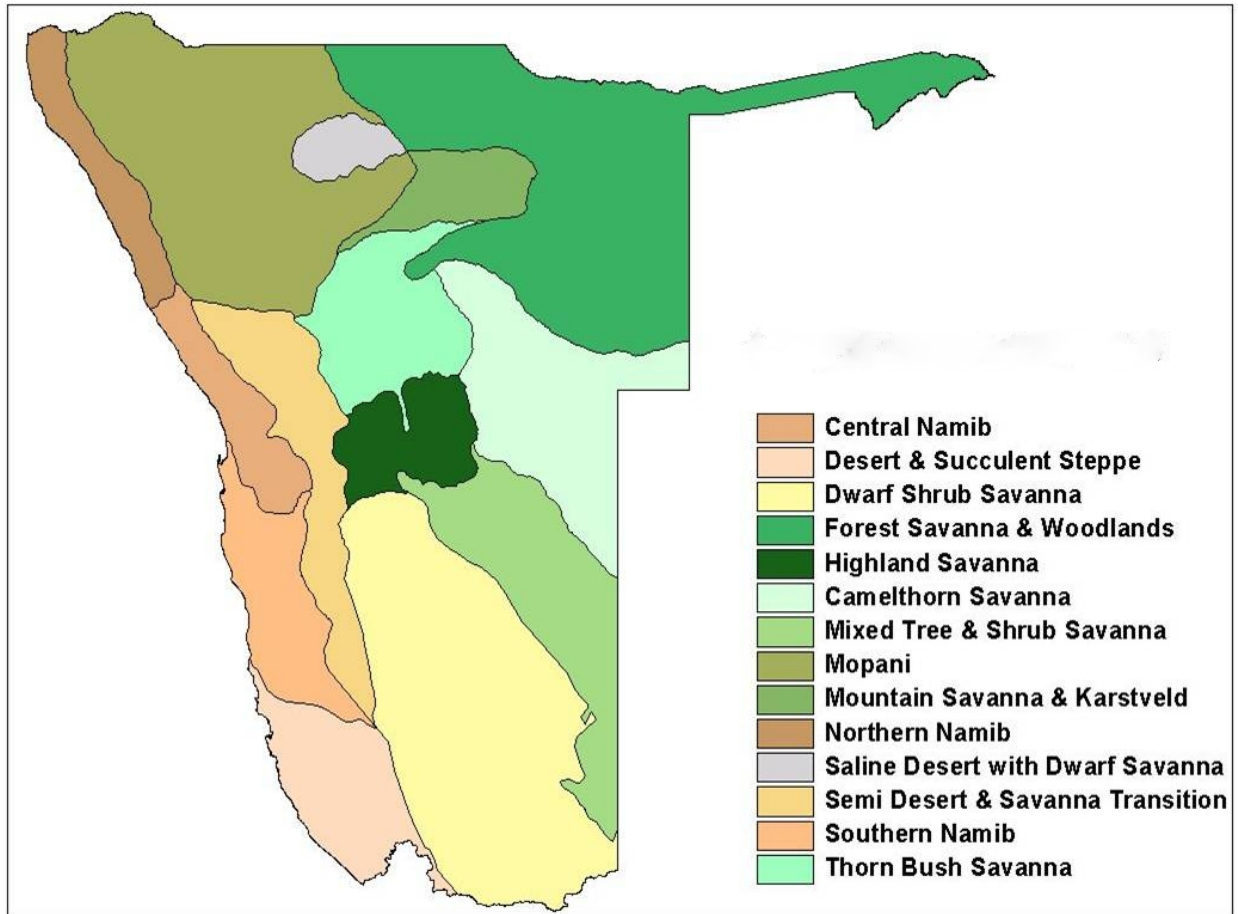 Central Namib
Desert & Succulent Steppe
Dwarf Shrub Savanna
Forest Savanna & Woodlands
Highland Savanna
Camelthorn Savanna
Mixed Tree & Shrub Savanna
Mopani
Mountain Savanna & Karstveld
Northern Namib
Saline Desert with Dwarf Savanna
Semi Desert & Savanna Transition
Southern Namib
Thorn Bush Savanna